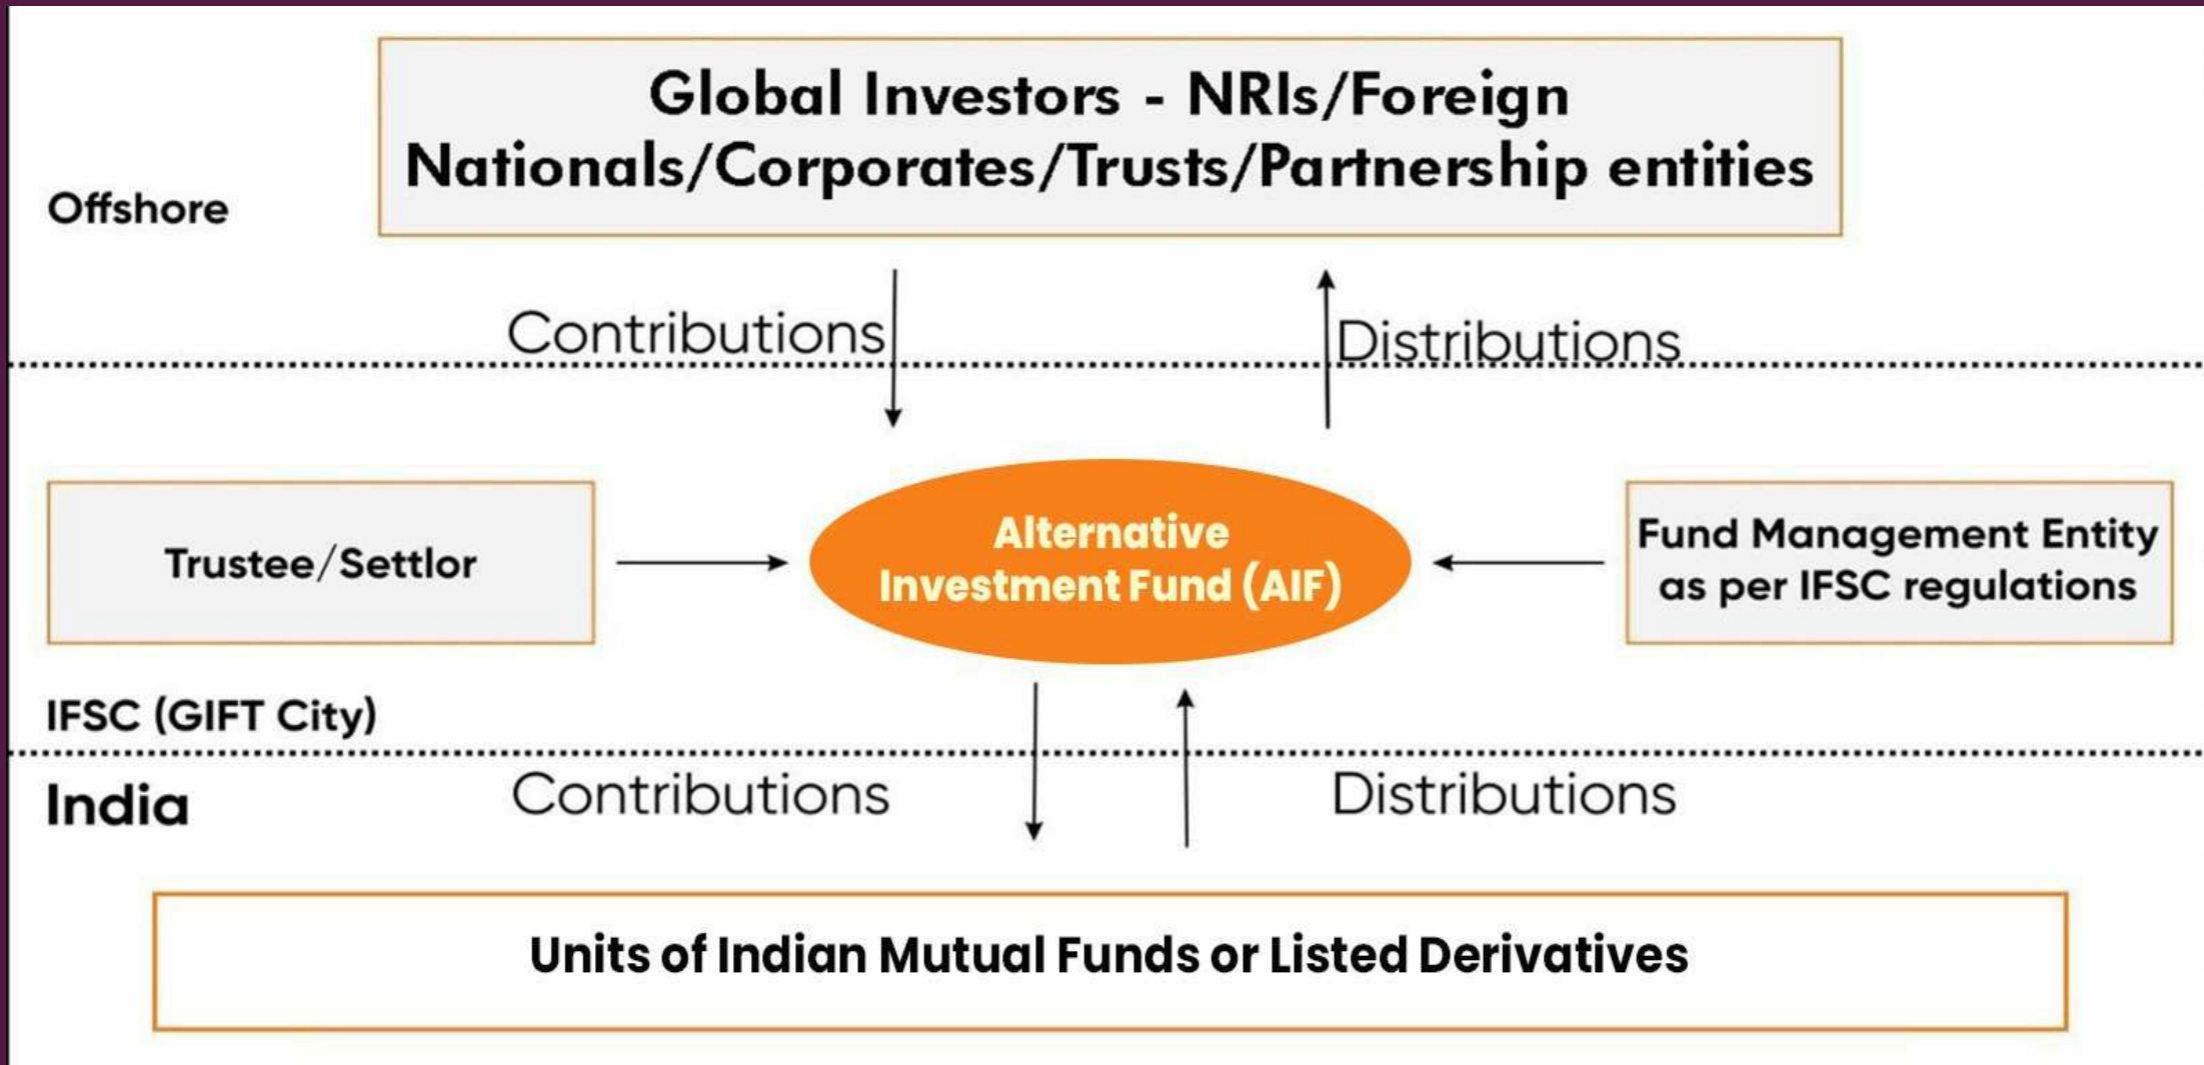 Global Investors - NRIs/Foreign
Nationals/Corporates/Trusts/Partnership entities
Offshore
Contributions
Distributions
Trustee/Settlor
Alternative
Investment Fund (AIF)
Fund Management Entity
as per IFSC regulations
IFSC (GIFT City)
India
Contributions
Distributions
Units of Indian Mutual Funds or Listed Derivatives